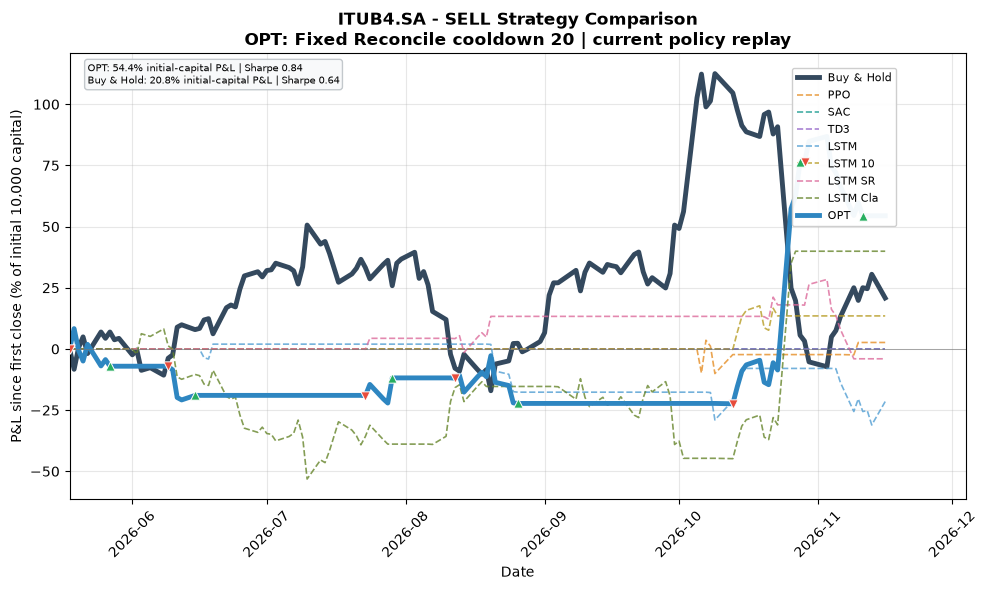 ITUB4.SA - SELL Strategy Comparison
OPT: Fixed Reconcile cooldown 20 | current policy replay
OPT: 54.4% initial-capital P&L | Sharpe 0.84
Buy & Hold: 20.8% initial-capital P&L | Sharpe 0.64
Buy & Hold
PPO
SAC
TD3
LSTM
LSTM 10
LSTM SR
LSTM Cla
OPT
P&L since first close (% of initial 10,000 capital)
100
75
50
25
0
−25
−50
2026-06
2026-07
2026-08
2026-09
2026-10
2026-11
2026-12
Date